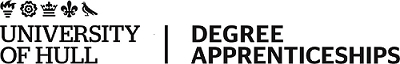 UNIVERSITY
OF HULL
DEGREE
APPRENTICESHIPS